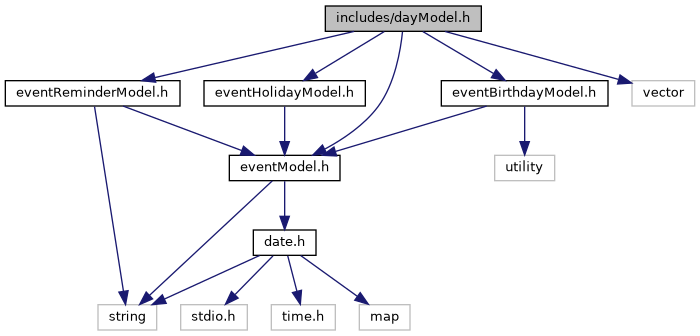 includes/dayModel.h
eventReminderModel.h
eventHolidayModel.h
eventBirthdayModel.h
vector
eventModel.h
utility
date.h
string
stdio.h
time.h
map